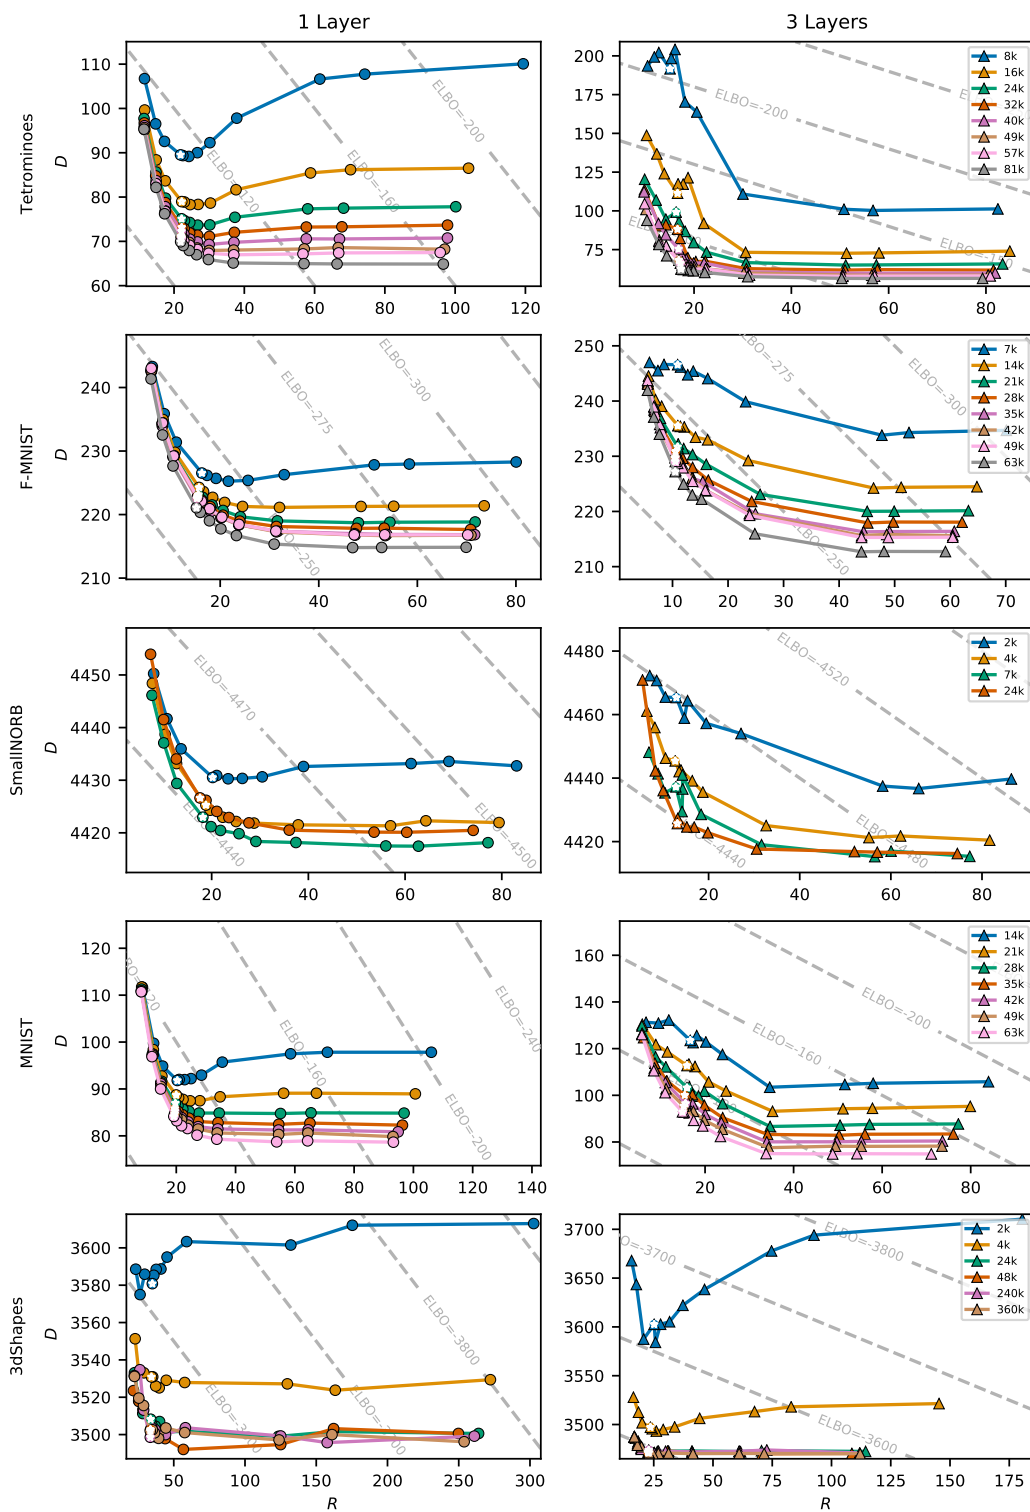 1 Layer
3 Layers
Tetrominoes
D
110
100
90
80
70
60
20
40
60
80
100
120
ELBO=-120
ELBO=-160
ELBO=-200
200
175
150
125
100
75
20
40
60
80
ELBO=-200
ELBO=-150
8k
16k
24k
32k
40k
49k
57k
81k
F-MNIST
D
240
230
220
210
20
40
60
80
ELBO=-250
ELBO=-275
ELBO=-300
250
240
230
220
210
10
20
30
40
50
60
70
ELBO=-250
ELBO=-275
ELBO=-300
7k
14k
21k
28k
35k
42k
49k
63k
SmallNORB
D
4450
4440
4430
4420
20
40
60
80
ELBO=-4440
ELBO=-4470
ELBO=-4500
4480
4460
4440
4420
20
40
60
80
ELBO=-4440
ELBO=-4480
ELBO=-4520
2k
4k
7k
24k
MNIST
D
120
110
100
90
80
20
40
60
80
100
120
140
ELBO=-160
ELBO=-200
ELBO=-240
160
140
120
100
80
20
40
60
80
ELBO=-160
ELBO=-200
14k
21k
28k
35k
42k
49k
63k
3dShapes
D
3600
3580
3560
3540
3520
3500
50
100
150
200
250
300
R
ELBO=-3800
3700
3650
3600
3550
3500
25
50
75
100
125
150
175
R
ELBO=-3600
ELBO=-3800
2k
4k
24k
48k
240k
360k